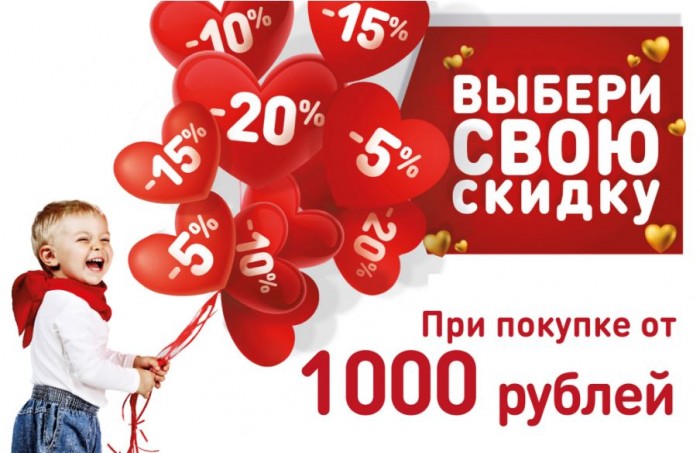 -10%
-15%
-20%
-15%
-5%
-5%
-10%
-20%
ВЫБЕРИ
СВОЮ
СКИДКУ
При покупке от
1000 рублей